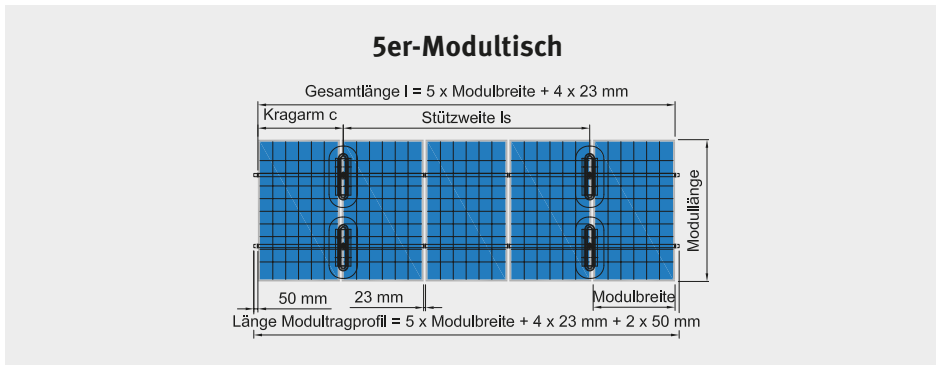 5er-Modultisch
Gesamtlänge l = 5 x Modulbreite + 4 x 23 mm
Kragarm c
Stützweite ls
Modullänge
50 mm
23 mm
Modulbreite
Länge Modultragprofil = 5 x Modulbreite + 4 x 23 mm + 2 x 50 mm